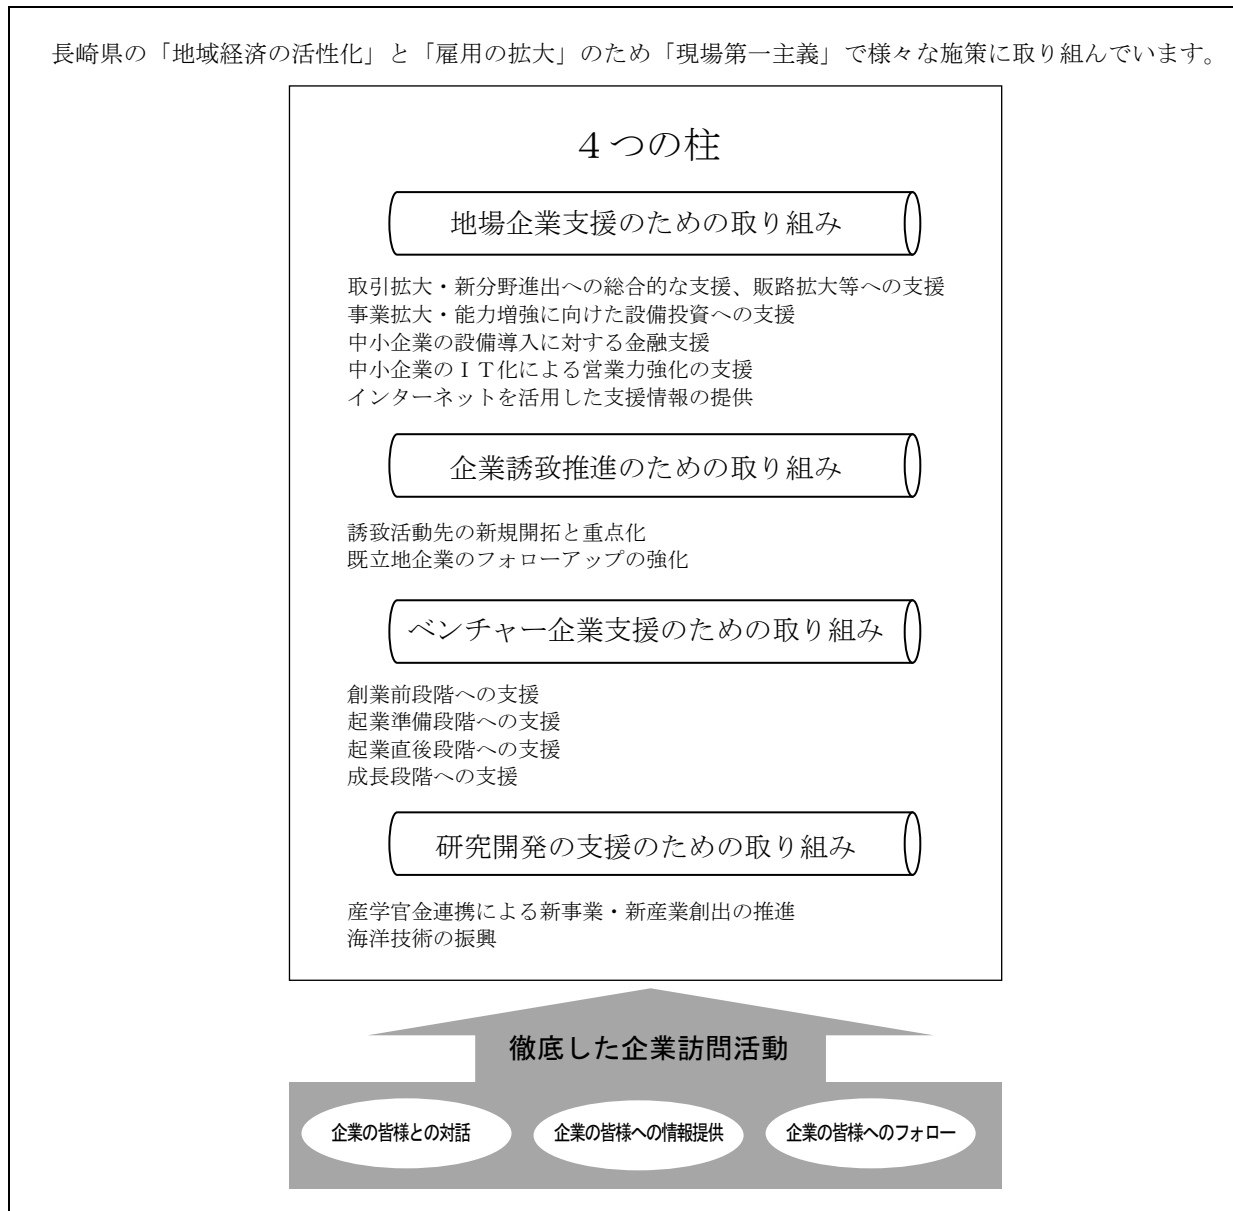 長崎県の「地域経済の活性化」と「雇用の拡大」のため「現場第一主義」で様々な施策に取り組んでいます。
４つの柱
地場企業支援のための取り組み
取引拡大・新分野進出への総合的な支援、販路拡大等への支援
事業拡大・能力増強に向けた設備投資への支援
中小企業の設備導入に対する金融支援
中小企業のＩＴ化による営業力強化の支援
インターネットを活用した支援情報の提供
企業誘致推進のための取り組み
誘致活動先の新規開拓と重点化
既立地企業のフォローアップの強化
ベンチャー企業支援のための取り組み
創業前段階への支援
起業準備段階への支援
起業直後段階への支援
成長段階への支援
研究開発の支援のための取り組み
産学官金連携による新事業・新産業創出の推進
海洋技術の振興
徹底した企業訪問活動
企業の皆様との対話
企業の皆様への情報提供
企業の皆様へのフォロー